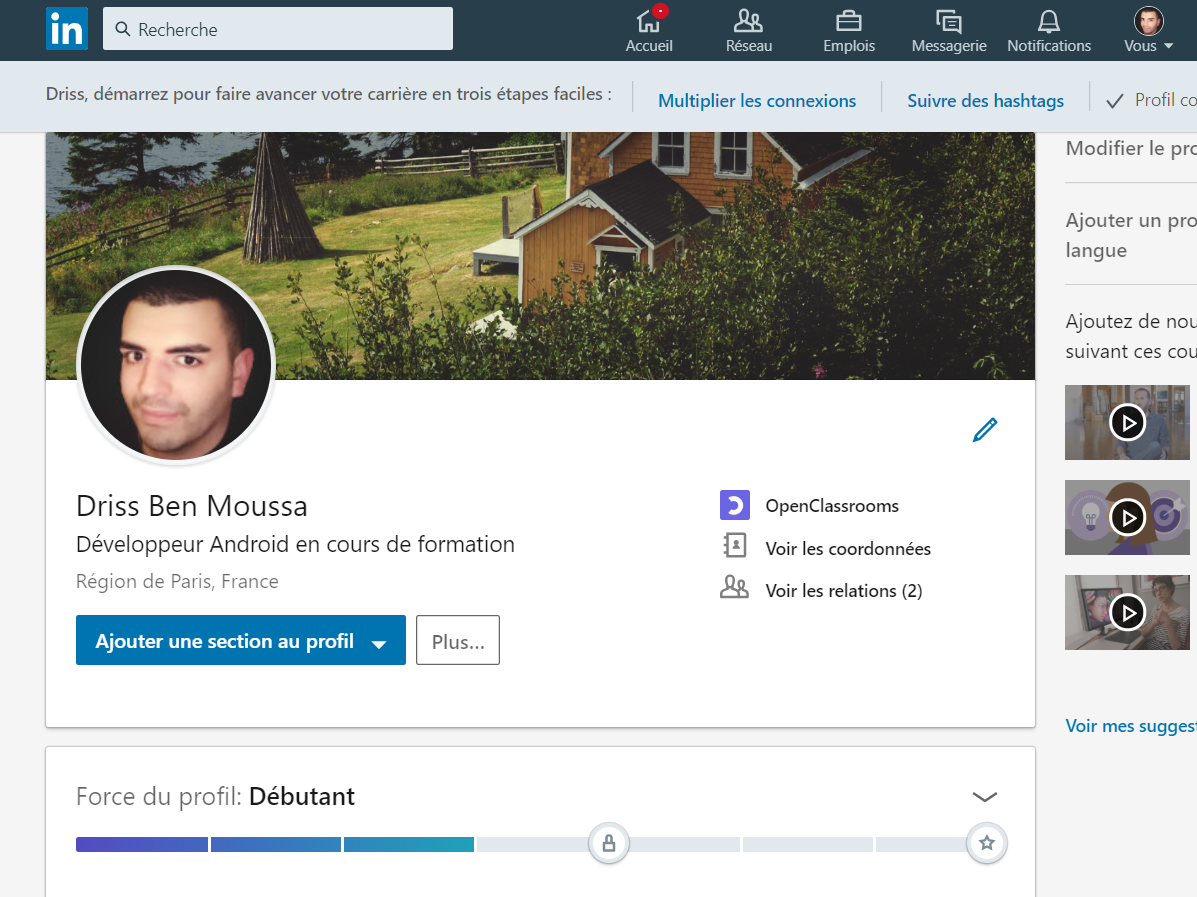 in
Recherche
Accueil
Réseau
Emplois
Messagerie
Notifications
Vous
Driss, démarrez pour faire avancer votre carrière en trois étapes faciles :
Multiplier les connexions
Suivre des hashtags
Profil co
Modifier le pro
Ajouter un pro
langue
Ajoutez de nou
suivant ces cou
Driss Ben Moussa
Développeur Android en cours de formation
Région de Paris, France
OpenClassrooms
Voir les coordonnées
Voir les relations (2)
Ajouter une section au profil
Plus...
Voir mes suggest
Force du profil: Débutant